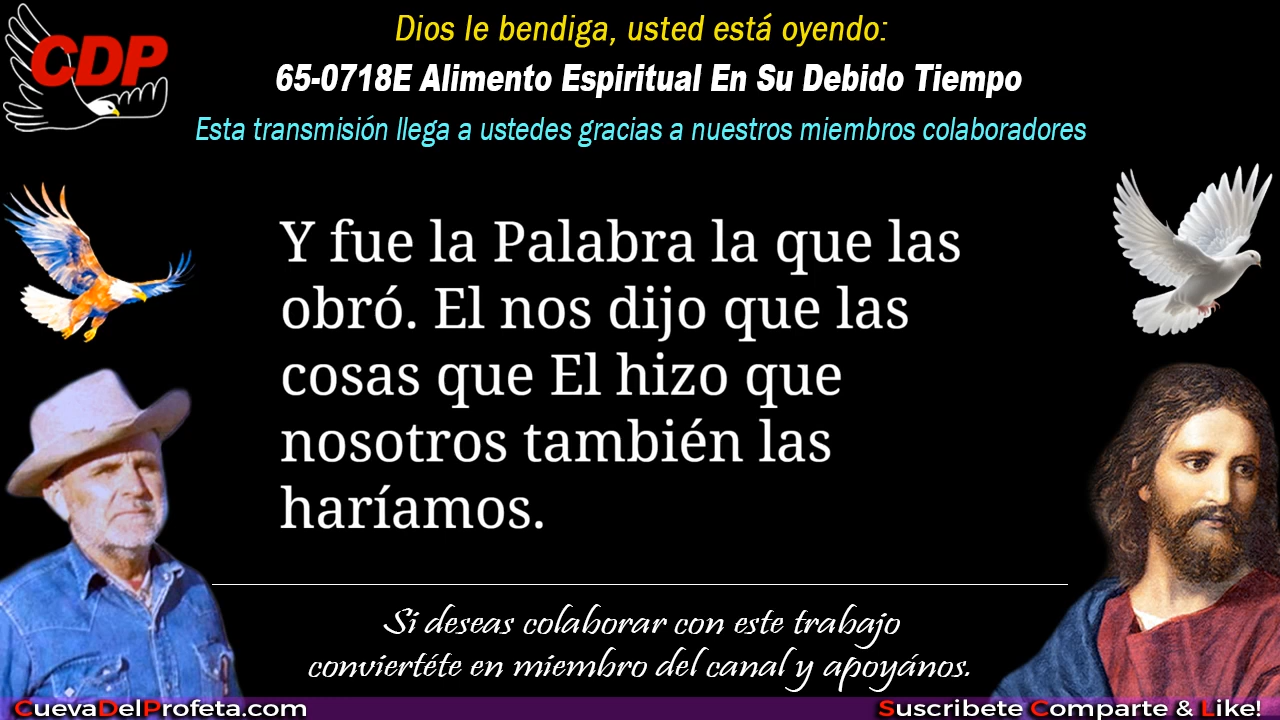 CDP
Dios le bendiga, usted está oyendo:
65-0718E Alimento Espiritual En Su Debido Tiempo
Esta transmisión llega a ustedes gracias a nuestros miembros colaboradores
Y fue la Palabra la que las
obró. El nos dijo que las
cosas que El hizo que
nosotros también las
haríamos.
Si deseas colaborar con este trabajo
conviertéte en miembro del canal y apoyános.
CuevaDelProfeta.com
Suscribete Comparte & Like!